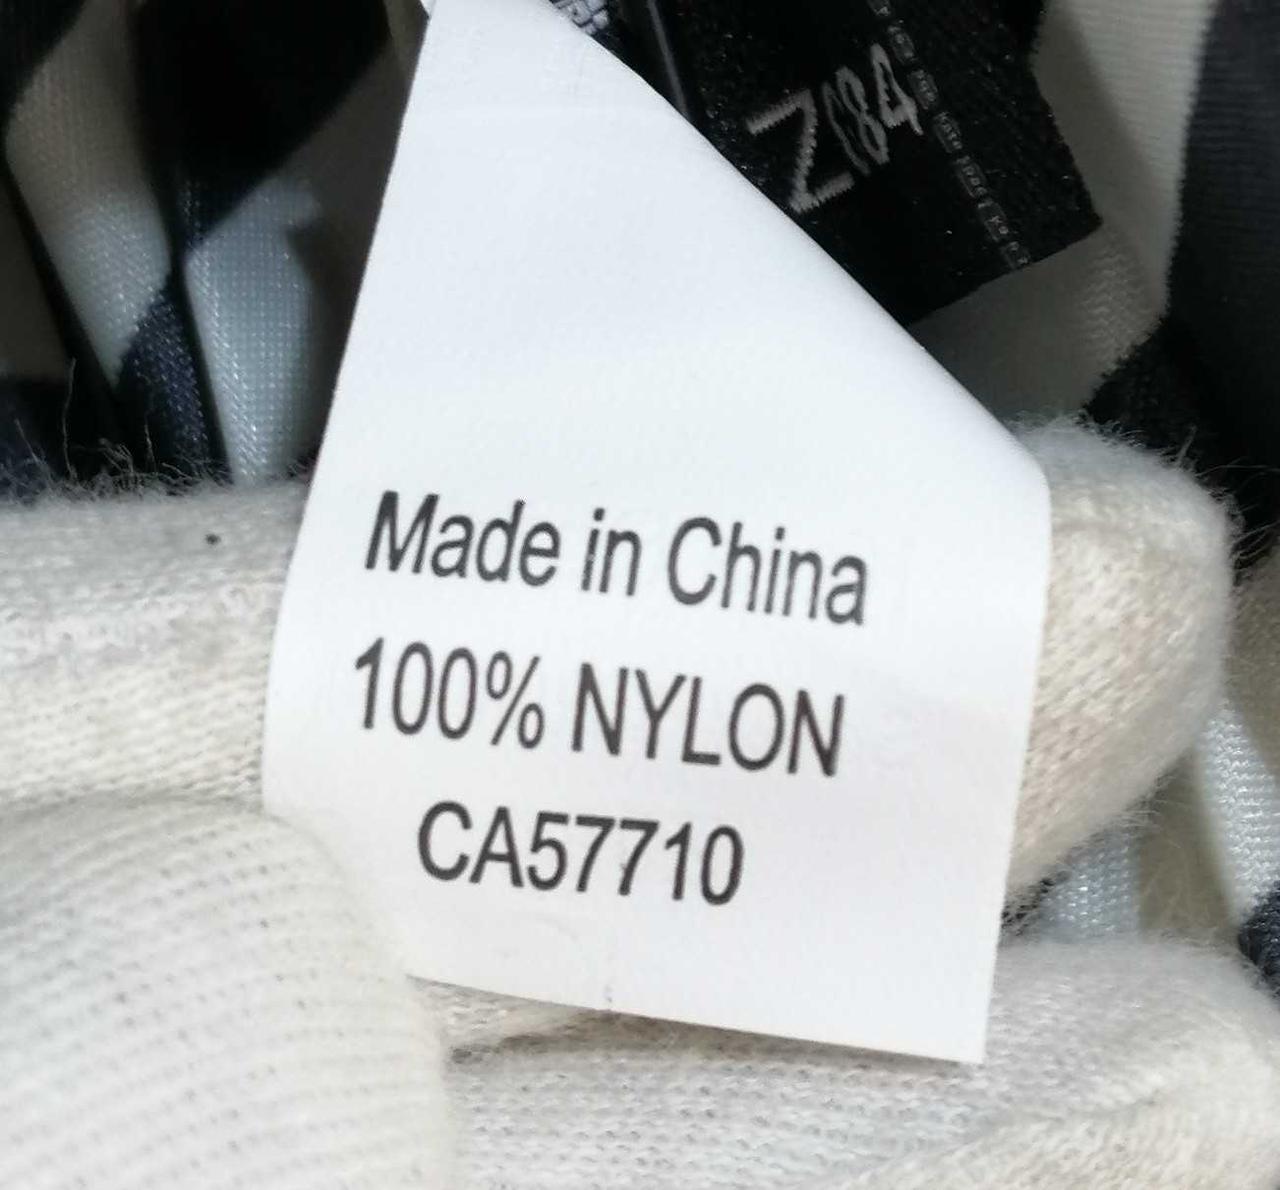 Z184
Made in China
100% NYLON
CA57710